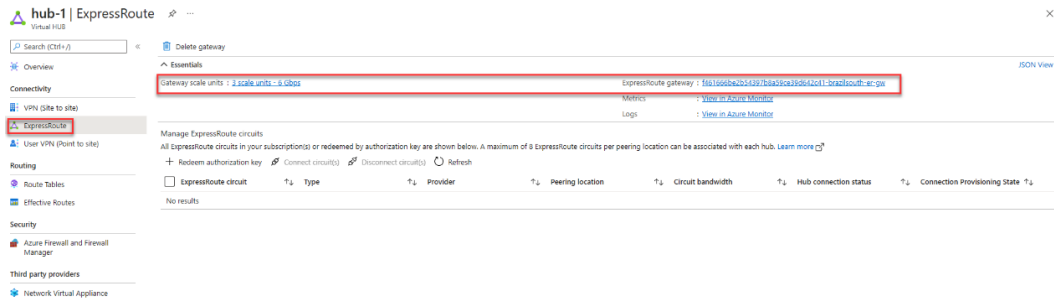 hub-1 | ExpressRoute
Virtual HUB
Search (Ctrl+/)
Overview
Connectivity
VPN (Site to site)
ExpressRoute
User VPN (Point to site)
Routing
Route Tables
Effective Routes
Security
Azure Firewall and Firewall
Manager
Third party providers
Network Virtual Appliance
Delete gateway
Essentials
JSON View
Gateway scale units : 3 scale units - 6 Gbps
ExpressRoute gateway : f461666be2b54397b8a59ce39d642c41-brazilsouth-er-gw
Metrics : View in Azure Monitor
Logs : View in Azure Monitor
Manage ExpressRoute circuits
All ExpressRoute circuits in your subscription(s) or redeemed by authorization key are shown below. A maximum of 8 ExpressRoute circuits per peering location can be associated with each hub. Learn more
Redeem authorization key Connect circuit(s) Disconnect circuit(s) Refresh
ExpressRoute circuit Type Provider Peering location Circuit bandwidth Hub connection status Connection Provisioning State
No results